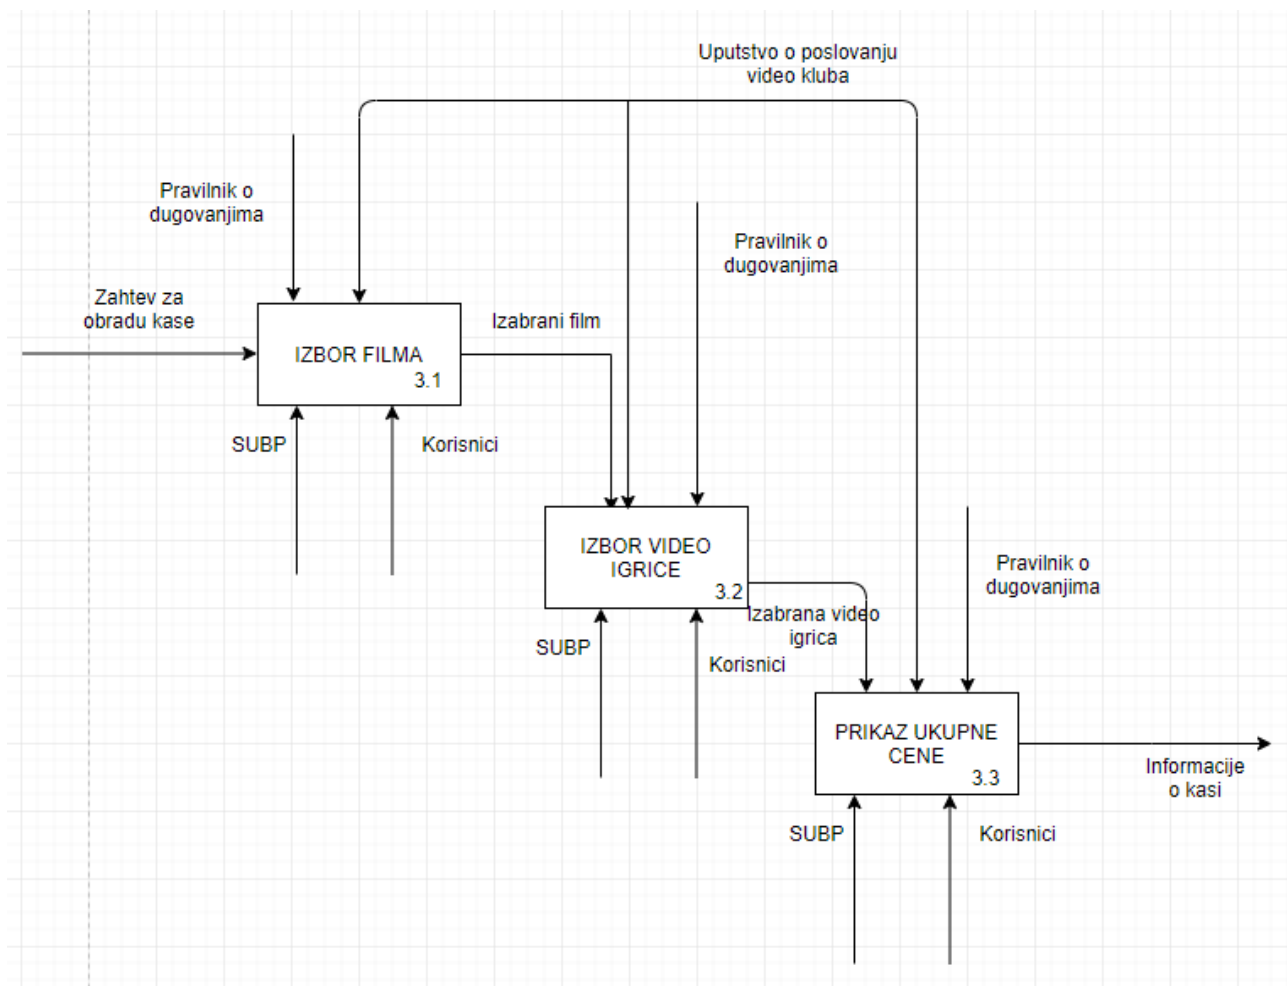 Uputstvo o poslovanju
video kluba
Pravilnik o
dugovanjima
Pravilnik o
dugovanjima
Zahtev za
obradu kase
Izabrani film
IZBOR FILMA
3.1
SUBP
Korisnici
IZBOR VIDEO
IGRICE
3.2
Pravilnik o
dugovanjima
Izabrana video
igrica
SUBP
Korisnici
PRIKAZ UKUPNE
CENE
3.3
Informacije
o kasi
SUBP
Korisnici